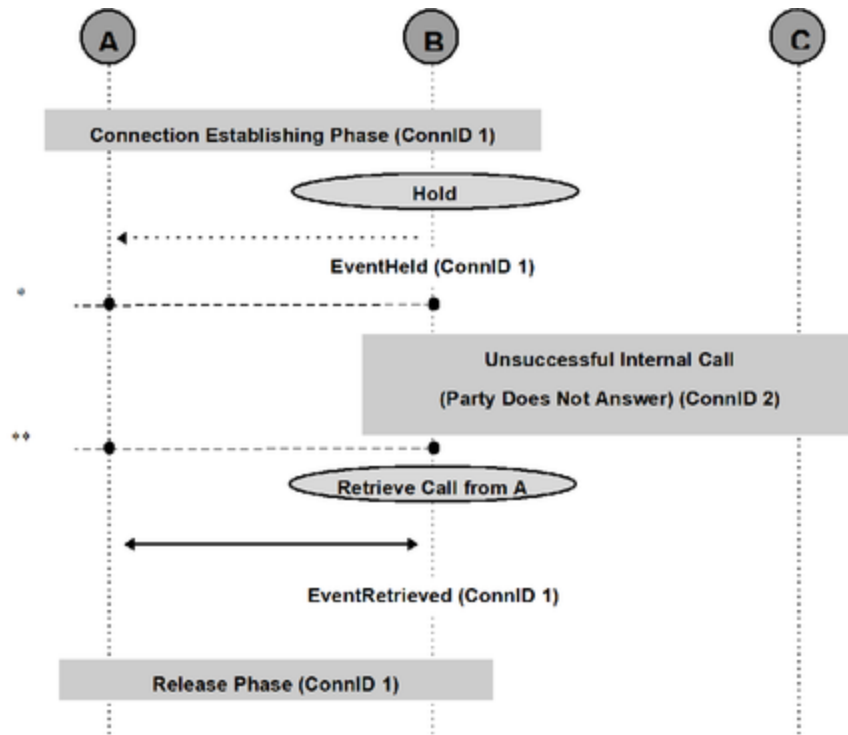 A B C
Connection Establishing Phase (ConnID 1)
Hold
EventHeld (ConnID 1)
*
Unsuccessful Internal Call
(Party Does Not Answer) (ConnID 2)
**
Retrieve Call from A
EventRetrieved (ConnID 1)
Release Phase (ConnID 1)